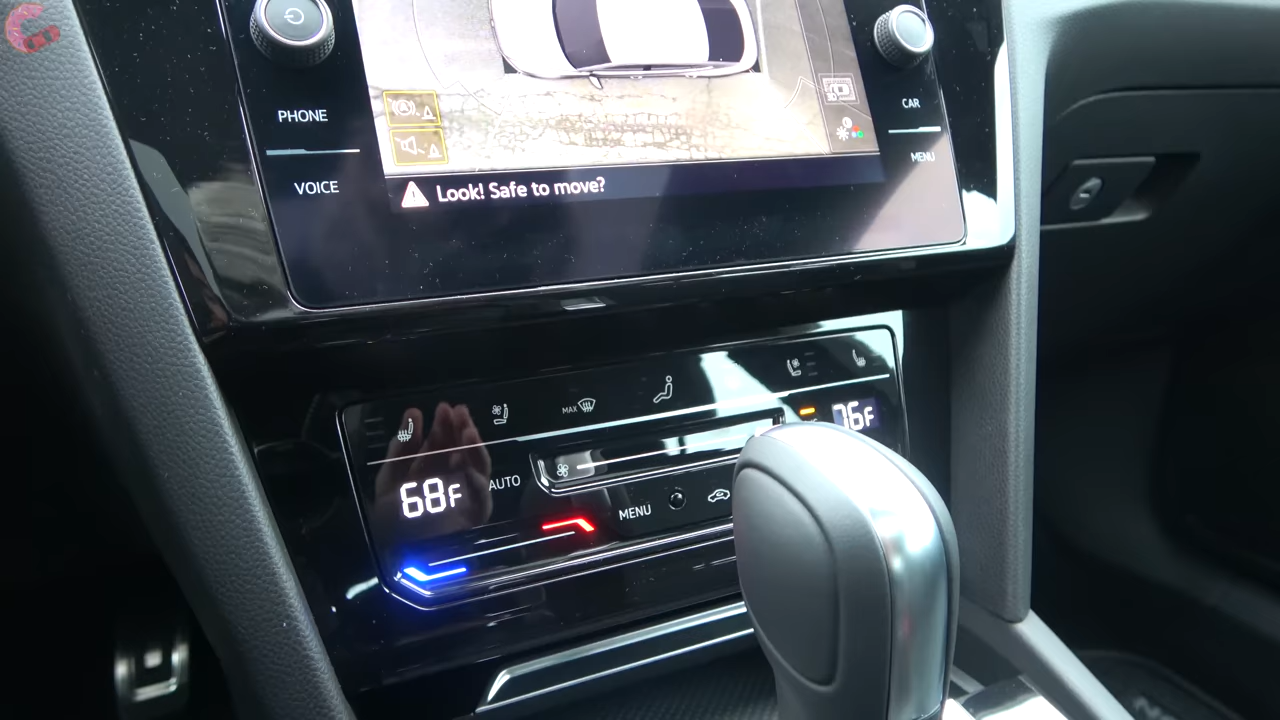 PHONE
VOICE
CAR
MENU
Look! Safe to move?
MAX
68F
AUTO
MENU